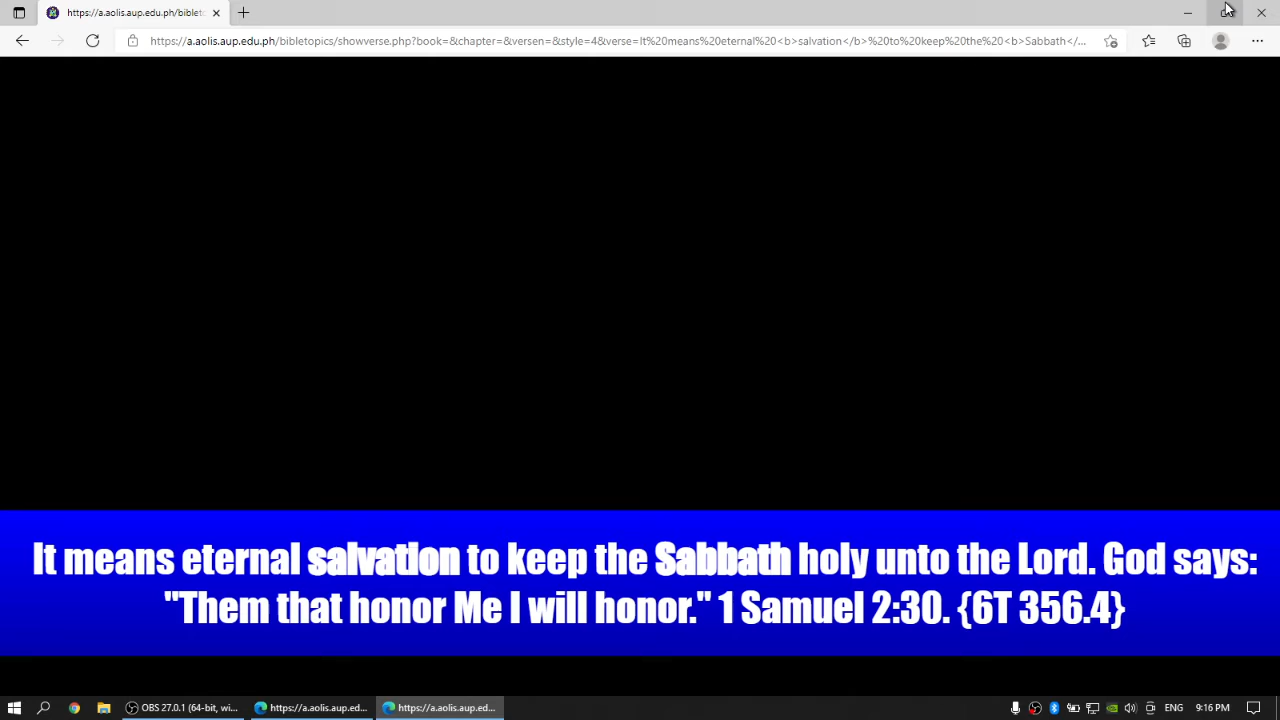 https://a.aolis.aup.edu.ph/biblet
https://a.aolis.aup.edu.ph/bibletopics/showverse.php?book=&chapter=&versen=&style=4&verse=It%20means%20eternal%20<b>salvation</b>%20to%20keep%20the%20<b>Sabbath</...
It means eternal salvation to keep the Sabbath holy unto the Lord. God says:
"Them that honor Me I will honor." 1 Samuel 2:30. {6T 356.4}
OBS 27.0.1 (64-bit, wi... https://a.aolis.aup.ed... https://a.aolis.aup.ed... ENG 9:16 PM